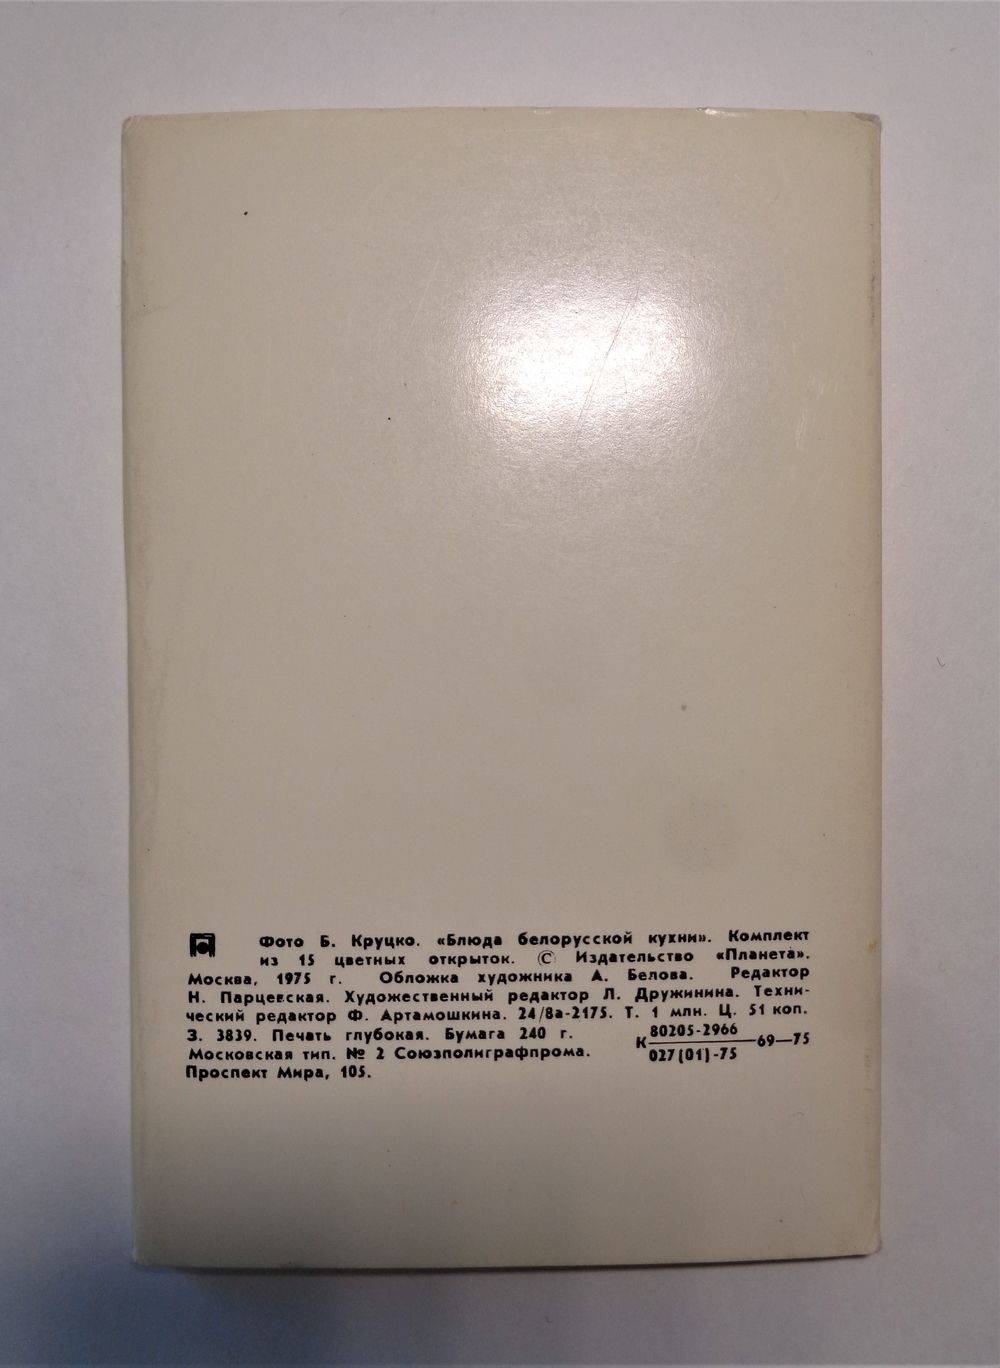 Фото Б. Круцко. «Блюда белорусской кухни». Комплект
из 15 цветных открыток. © Издательство «Планета».
Москва, 1975 г. Обложка художника А. Белова. Редактор
Н. Парцевская. Художественный редактор Л. Дружинина. Техни-
ческий редактор Ф. Артамошкина. 24/8а-2175. Т. 1 млн. Ц. 51 коп.
З. 3839. Печать глубокая. Бумага 240 г.
Московская тип. № 2 Союзполиграфпрома.
Проспект Мира, 105.
80205-2966
К 69—75
027(01)-75